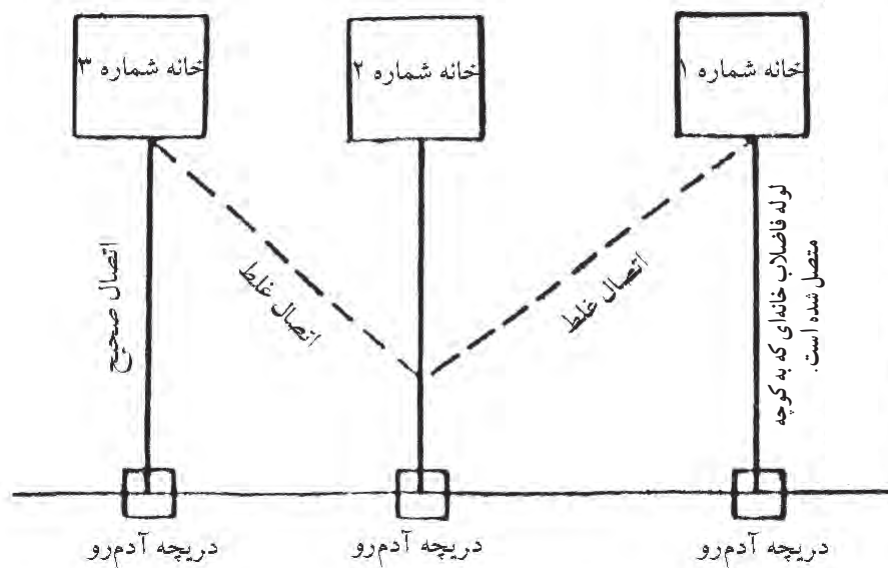 خانه شماره ۱
خانه شماره ۲
خانه شماره ۳
لوله فاضلاب خانه‌ای که به کوچه
متصل شده است.
اتصال غلط
اتصال غلط
اتصال صحیح
دریچه آدم‌رو
دریچه آدم‌رو
دریچه آدم‌رو